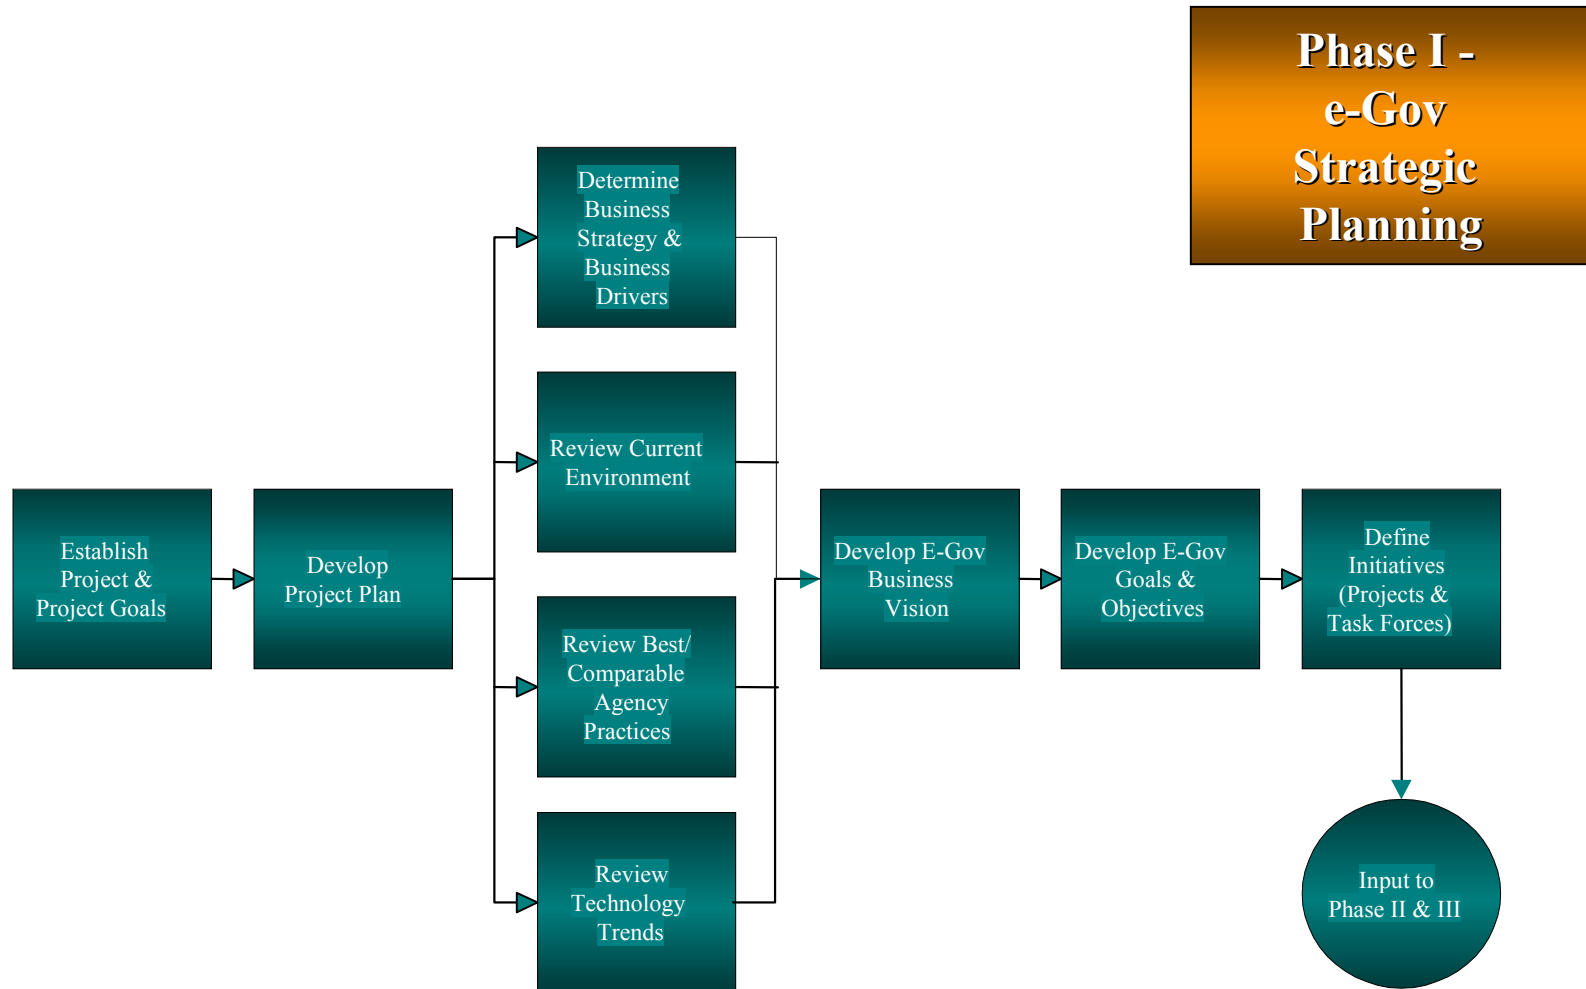 Phase I -
e-Gov
Strategic
Planning
Determine
Business
Strategy &
Business
Drivers
Review Current
Environment
Establish
Project &
Project Goals
Develop
Project Plan
Review Best/
Comparable
Agency
Practices
Review
Technology
Trends
Develop E-Gov
Business
Vision
Develop E-Gov
Goals &
Objectives
Define
Initiatives
(Projects &
Task Forces)
Input to
Phase II & III